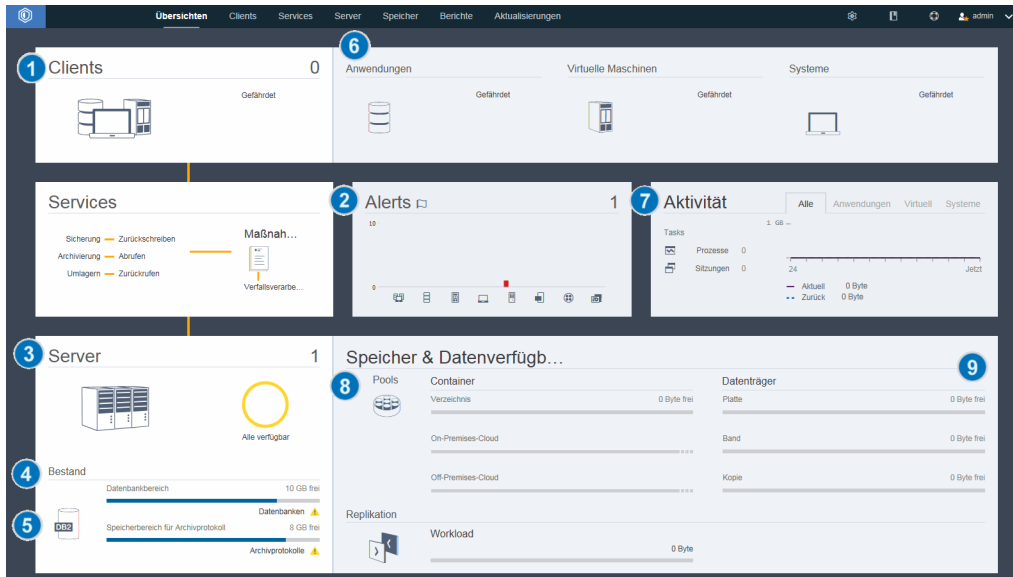 Übersichten Clients Services Server Speicher Berichte Aktualisierungen admin
1 Clients 0
Gefährdet
6
Anwendungen Virtuelle Maschinen Systeme
Gefährdet Gefährdet Gefährdet
Services
Sicherung Zurückschreiben
Archivierung Abrufen
Umlagern Zurückrufen
Maßnah...
Verfallsverarbe...
2 Alerts 1
10
0
7 Aktivität Alle Anwendungen Virtuell Systeme
Tasks
Prozesse 0
Sitzungen 0
1 GB
24 Jetzt
Aktuell 0 Byte
Zurück 0 Byte
3 Server 1
Alle verfügbar
4 Bestand
Datenbankbereich 10 GB frei
Datenbanken
5
DB2
Speicherbereich für Archivprotokoll 8 GB frei
Archivprotokolle
Speicher & Datenverfügb...
8 Pools Container
Verzeichnis 0 Byte frei
On-Premises-Cloud
Off-Premises-Cloud
9
Datenträger
Platte 0 Byte frei
Band 0 Byte frei
Kopie 0 Byte frei
Replikation
Workload
0 Byte